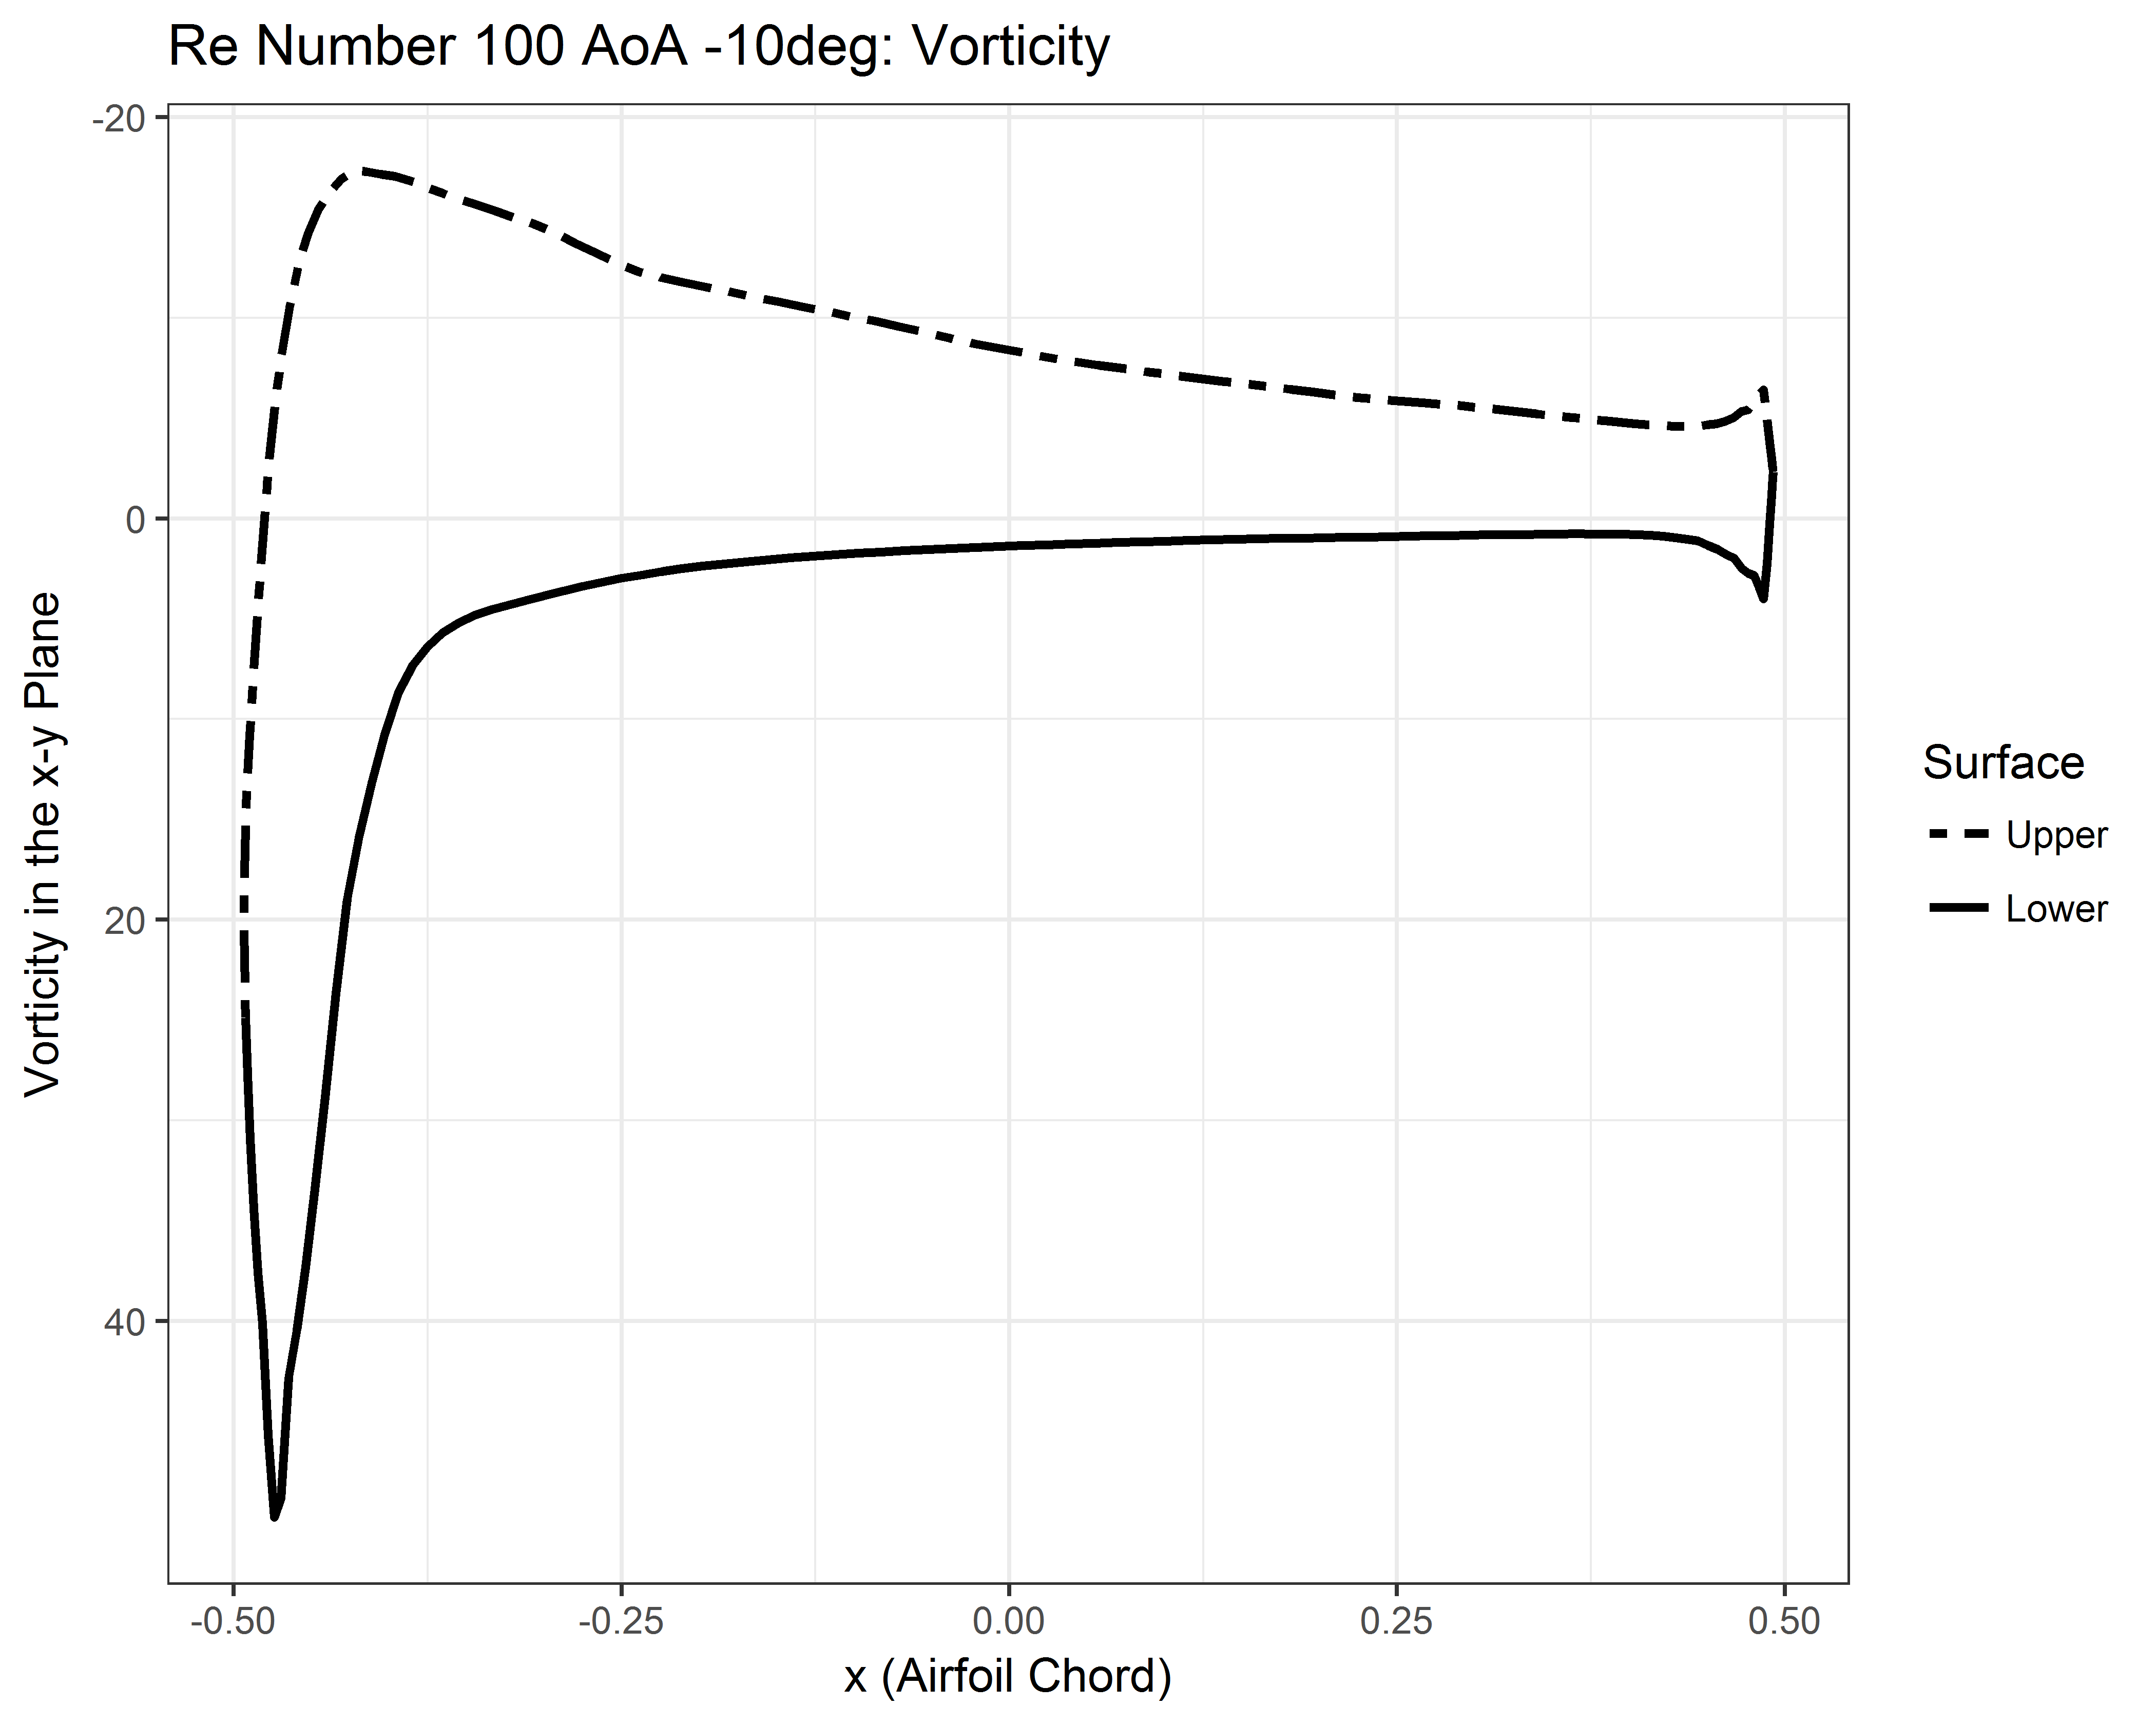 Re Number 100 AoA -10deg: Vorticity
-20
0
20
40
Vorticity in the x-y Plane
-0.50
-0.25
0.00
0.25
0.50
x (Airfoil Chord)
Surface
Upper
Lower